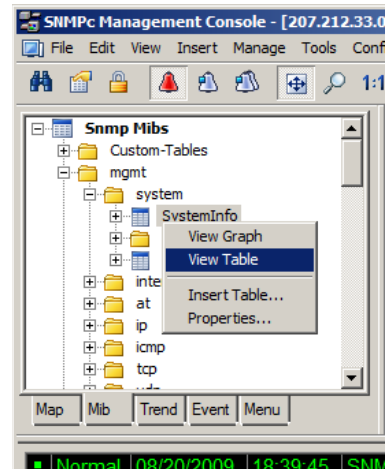 SNMPc Management Console - [207.212.33.0
File Edit View Insert Manage Tools Conf
1:1
Snmp Mibs
Custom-Tables
mgmt
system
SystemInfo
View Graph
View Table
Insert Table...
Properties...
inte
at
ip
icmp
tcp
Map Mib Trend Event Menu
Normal 08/20/2009 18:39:45 SNM